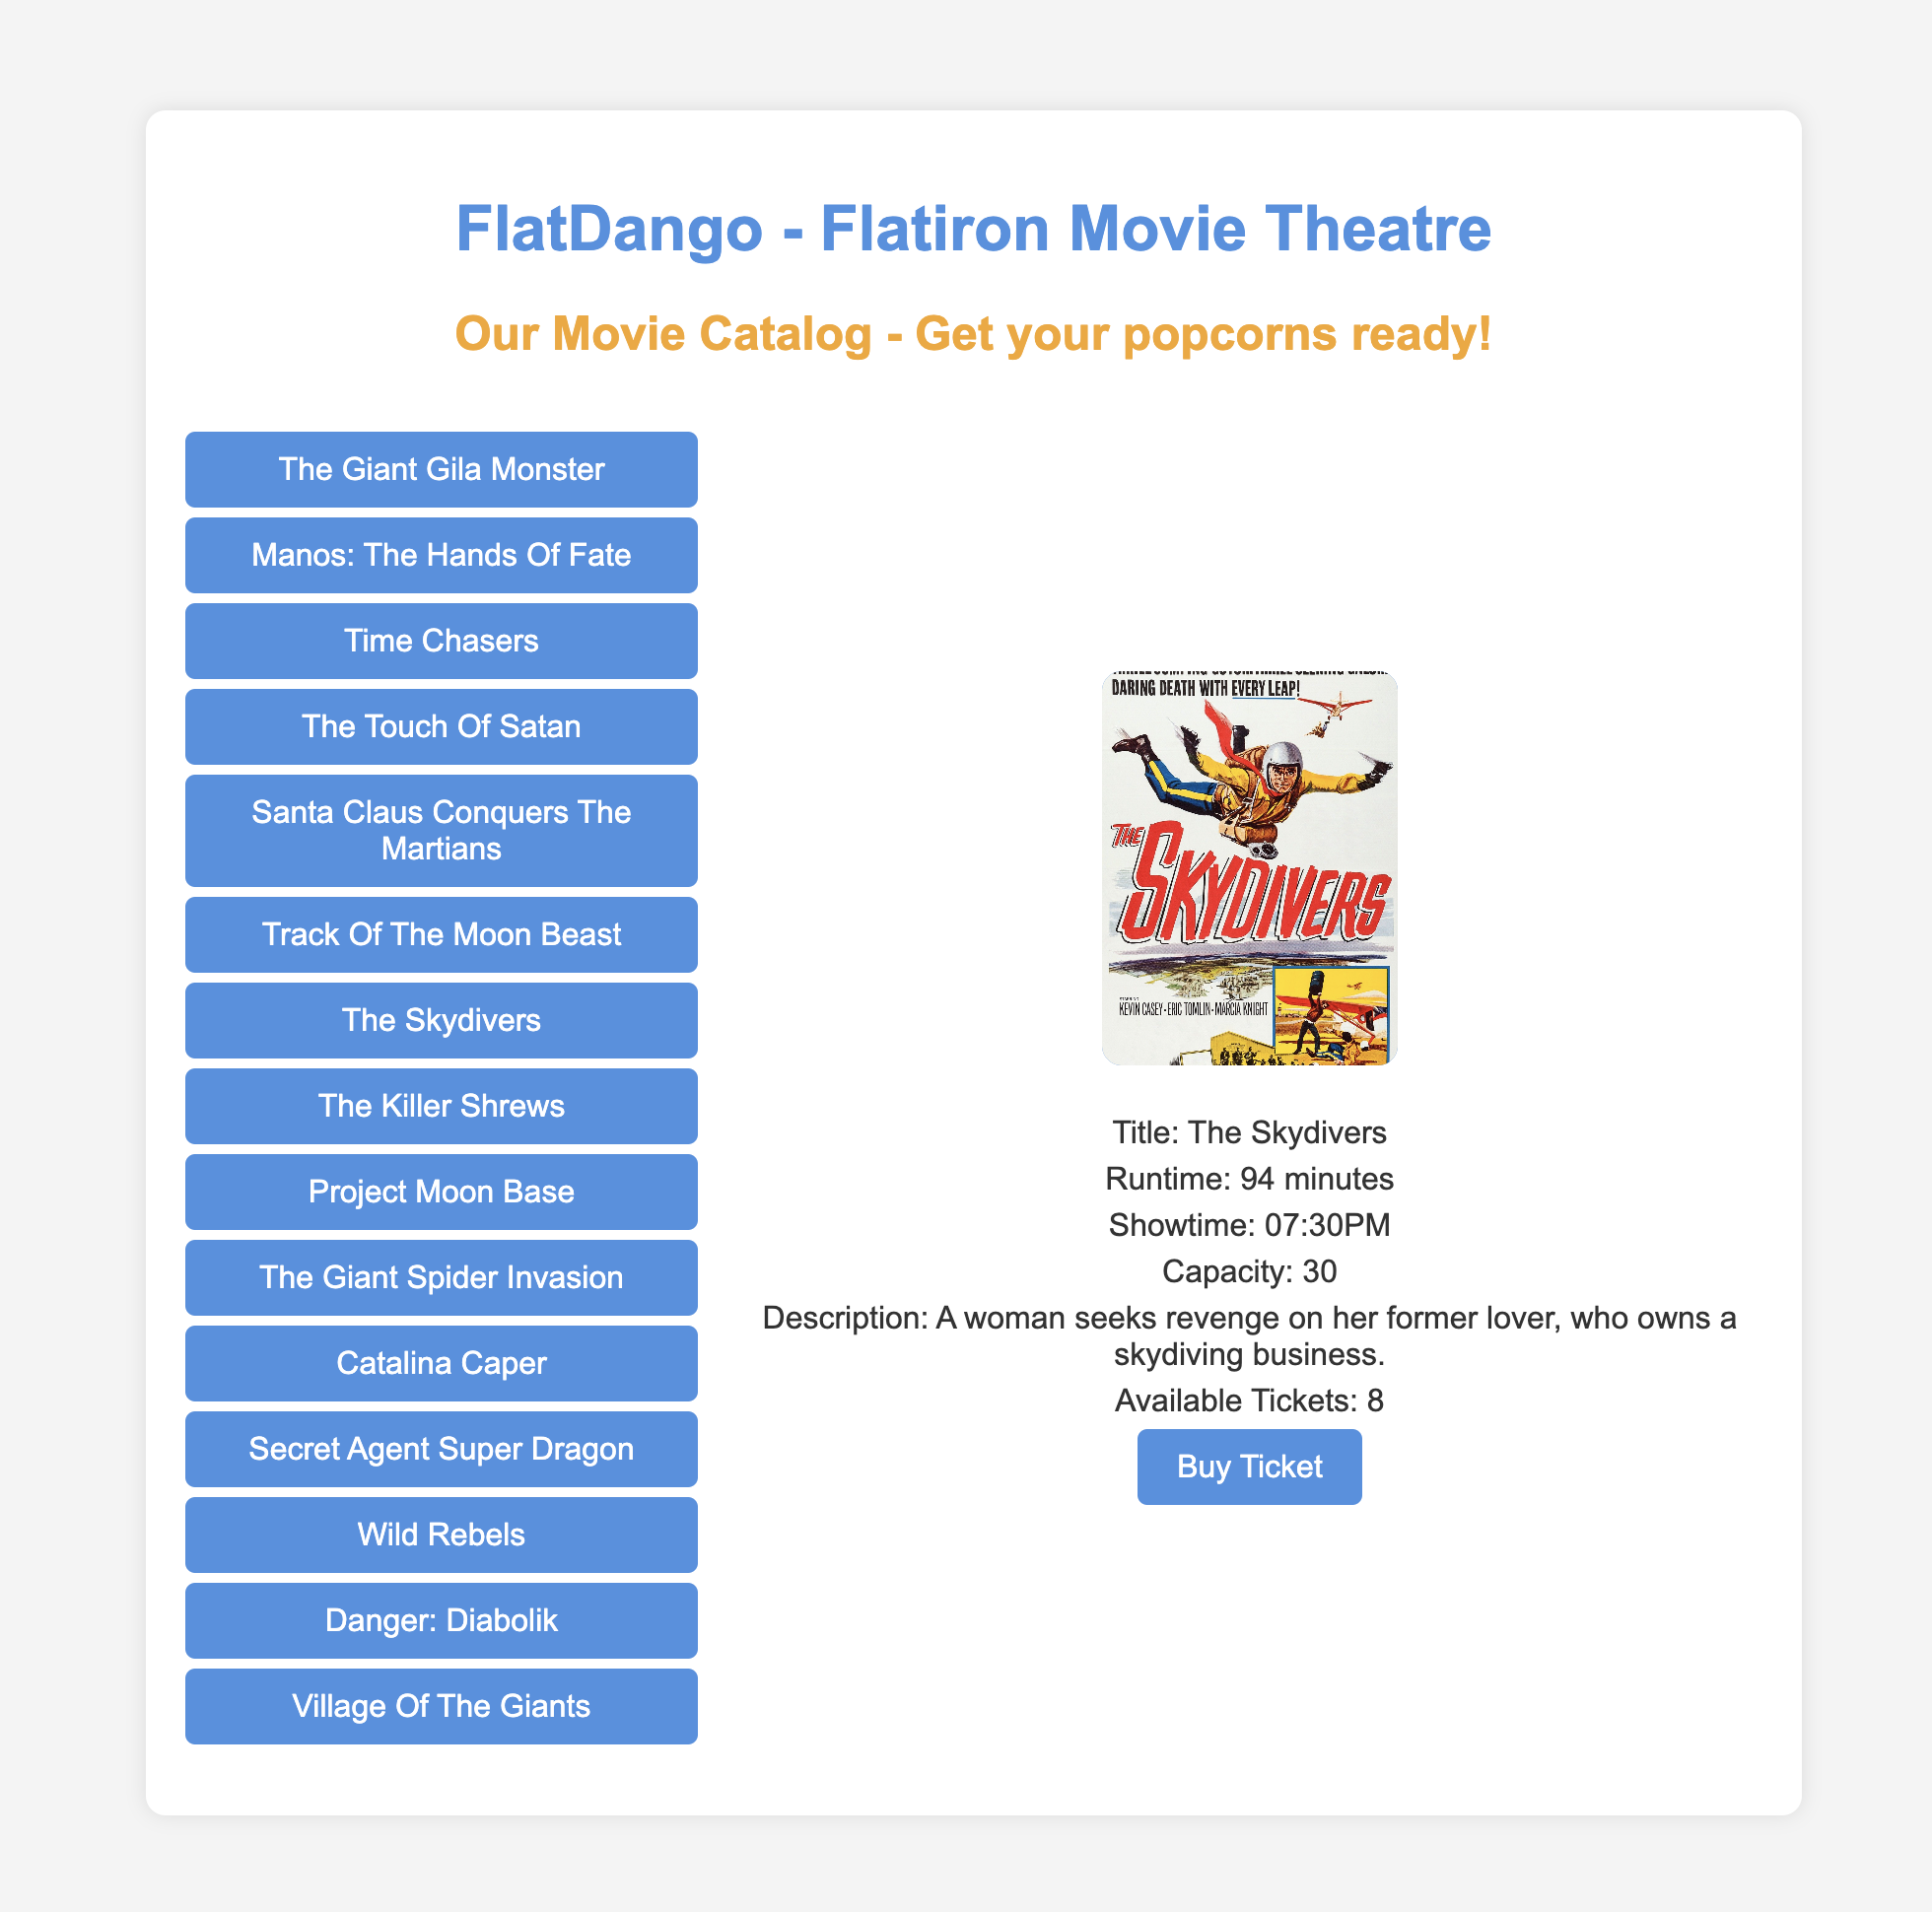 FlatDango - Flatiron Movie Theatre
Our Movie Catalog - Get your popcorns ready!
The Giant Gila Monster
Manos: The Hands Of Fate
Time Chasers
The Touch Of Satan
Santa Claus Conquers The
Martians
Track Of The Moon Beast
The Skydivers
The Killer Shrews
Project Moon Base
The Giant Spider Invasion
Catalina Caper
Secret Agent Super Dragon
Wild Rebels
Danger: Diabolik
Village Of The Giants
DARING DEATH WITH EVERY LEAP!
THE
SKYDIVERS
KEVIN CASEY • ERIC TOMLIN • MARCIA KNIGHT
Title: The Skydivers
Runtime: 94 minutes
Showtime: 07:30PM
Capacity: 30
Description: A woman seeks revenge on her former lover, who owns a
skydiving business.
Available Tickets: 8
Buy Ticket